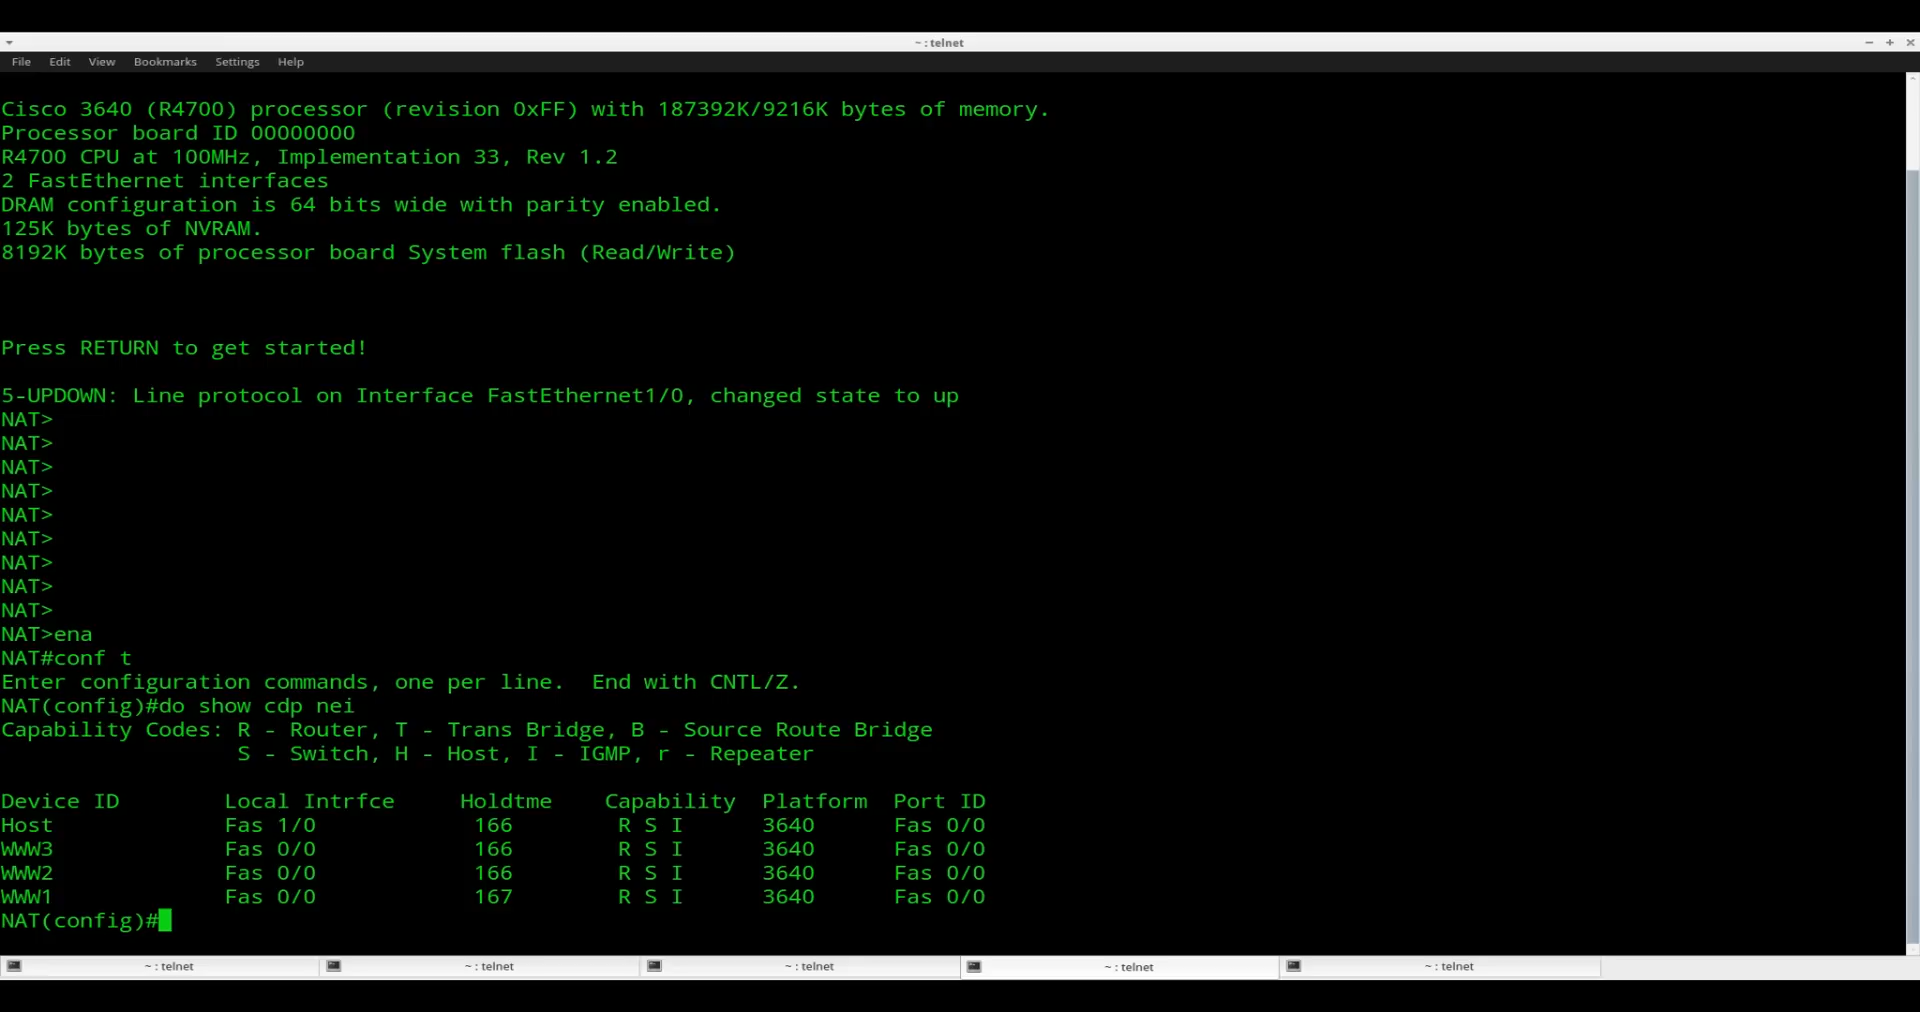 ~ : telnet
File Edit View Bookmarks Settings Help
Cisco 3640 (R4700) processor (revision 0xFF) with 187392K/9216K bytes of memory.
Processor board ID 00000000
R4700 CPU at 100MHz, Implementation 33, Rev 1.2
2 FastEthernet interfaces
DRAM configuration is 64 bits wide with parity enabled.
125K bytes of NVRAM.
8192K bytes of processor board System flash (Read/Write)
Press RETURN to get started!
5-UPDOWN: Line protocol on Interface FastEthernet1/0, changed state to up
NAT>
NAT>
NAT>
NAT>
NAT>
NAT>
NAT>
NAT>
NAT>
NAT>ena
NAT#conf t
Enter configuration commands, one per line.  End with CNTL/Z.
NAT(config)#do show cdp nei
Capability Codes: R - Router, T - Trans Bridge, B - Source Route Bridge
                  S - Switch, H - Host, I - IGMP, r - Repeater
Device ID        Local Intrfce     Holdtme    Capability  Platform  Port ID
Host             Fas 1/0            166        R S I      3640      Fas 0/0
WWW3             Fas 0/0            166        R S I      3640      Fas 0/0
WWW2             Fas 0/0            166        R S I      3640      Fas 0/0
WWW1             Fas 0/0            167        R S I      3640      Fas 0/0
NAT(config)#
~ : telnet ~ : telnet ~ : telnet ~ : telnet ~ : telnet